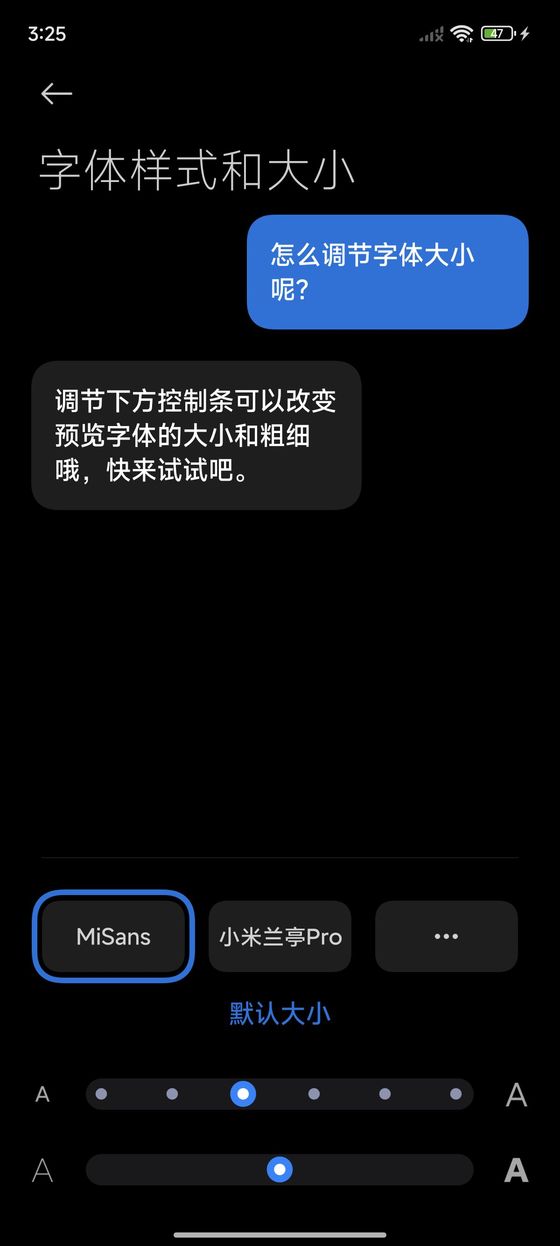 3:25
47
字体样式和大小
怎么调节字体大小
呢?
调节下方控制条可以改变
预览字体的大小和粗细
哦，快来试试吧。
MiSans
小米兰亭Pro
···
默认大小
A
A
A
A